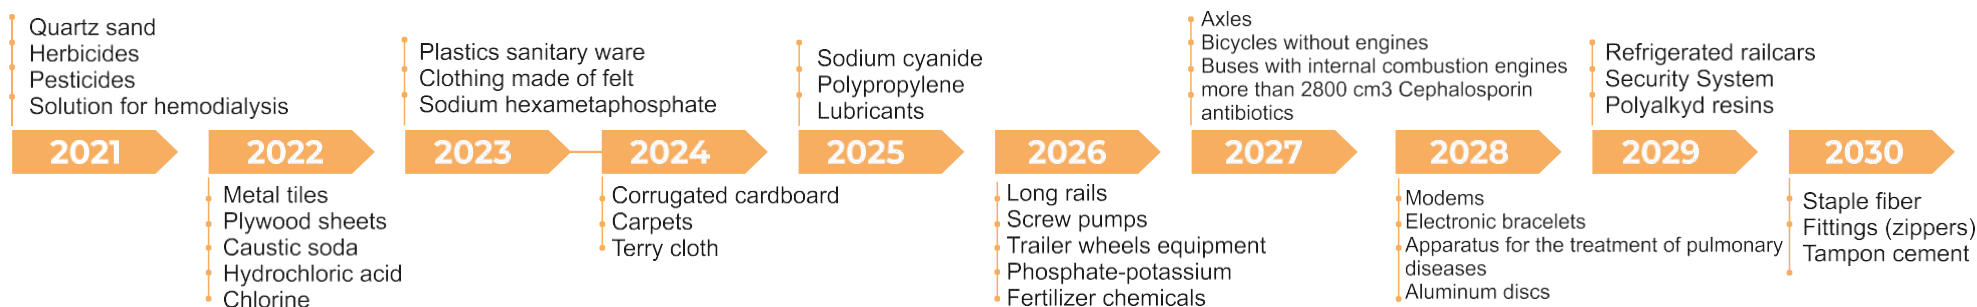 Quartz sand
Herbicides
Pesticides
Solution for hemodialysis
2021
2022
Metal tiles
Plywood sheets
Caustic soda
Hydrochloric acid
Chlorine
Plastics sanitary ware
Clothing made of felt
Sodium hexametaphosphate
2023
2024
Corrugated cardboard
Carpets
Terry cloth
Sodium cyanide
Polypropylene
Lubricants
2025
2026
Long rails
Screw pumps
Trailer wheels equipment
Phosphate-potassium
Fertilizer chemicals
Axles
Bicycles without engines
Buses with internal combustion engines
more than 2800 cm3 Cephalosporin
antibiotics
2027
2028
Modems
Electronic bracelets
Apparatus for the treatment of pulmonary
diseases
Aluminum discs
Refrigerated railcars
Security System
Polyalkyd resins
2029
2030
Staple fiber
Fittings (zippers)
Tampon cement